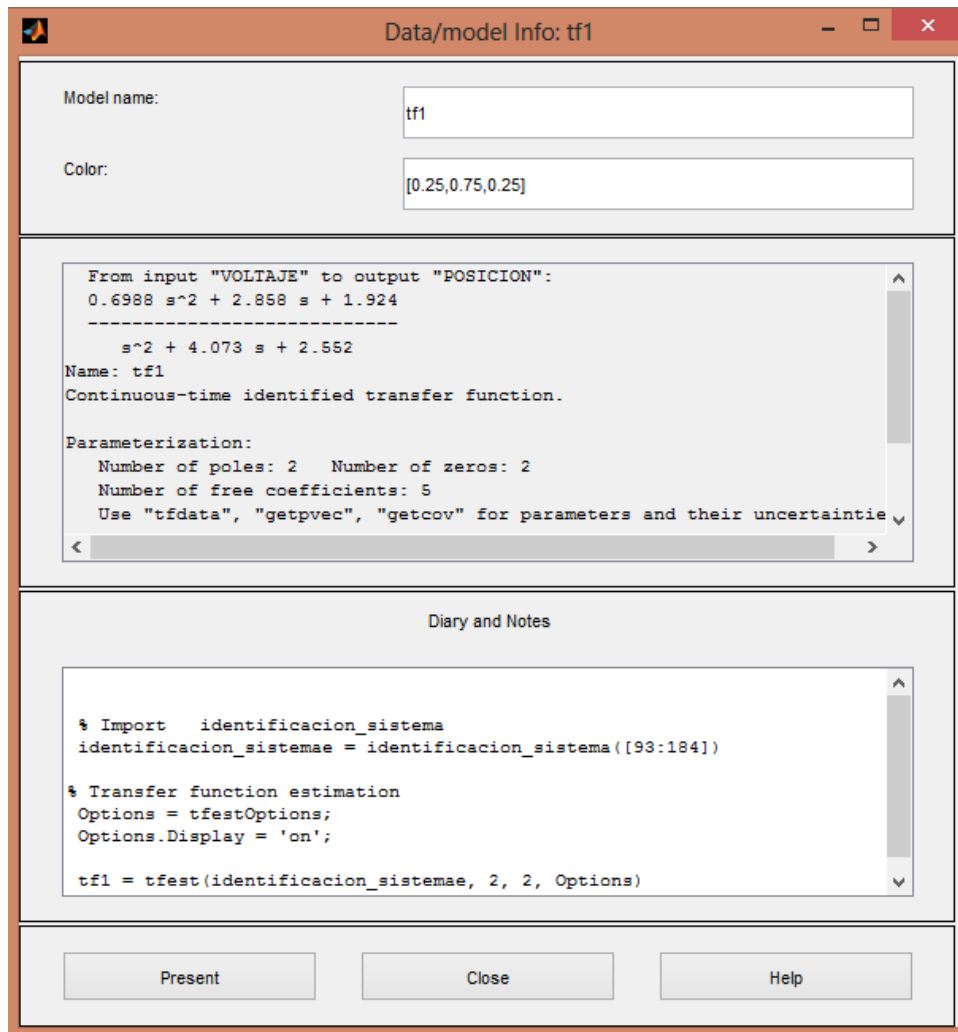 Data/model Info: tf1
Model name:
tf1
Color:
[0.25,0.75,0.25]
From input "VOLTAJE" to output "POSICION":
0.6988 s^2 + 2.858 s + 1.924
----------------------------
s^2 + 4.073 s + 2.552
Name: tf1
Continuous-time identified transfer function.
Parameterization:
Number of poles: 2   Number of zeros: 2
Number of free coefficients: 5
Use "tfdata", "getpvec", "getcov" for parameters and their uncertaintie
Diary and Notes
% Import   identificacion_sistema
identificacion_sistemae = identificacion_sistema([93:184])
% Transfer function estimation
Options = tfestOptions;
Options.Display = 'on';
tf1 = tfest(identificacion_sistemae, 2, 2, Options)
Present
Close
Help